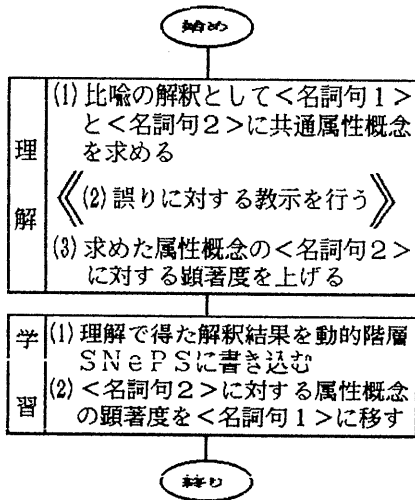 始め
理解
(1) 比喩の解釈として<名詞句1>
と<名詞句2>に共通属性概念
を求める
《(2) 誤りに対する教示を行う》
(3) 求めた属性概念の<名詞句2>
に対する顕著度を上げる
学習
(1) 理解で得た解釈結果を動的階層
SNePSに書き込む
(2) <名詞句2>に対する属性概念
の顕著度を<名詞句1>に移す
終り